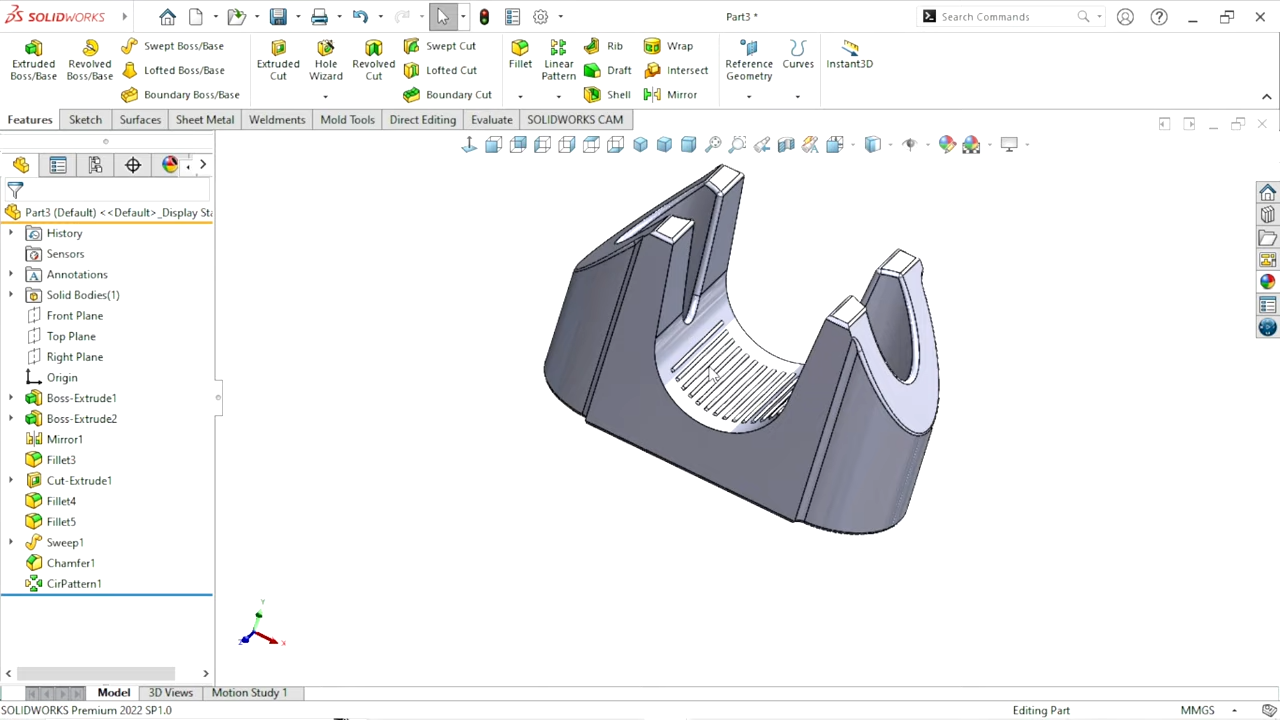 SOLIDWORKS
Part3 *
Search Commands
Extruded Boss/Base
Revolved Boss/Base
Swept Boss/Base
Lofted Boss/Base
Boundary Boss/Base
Extruded Cut
Hole Wizard
Revolved Cut
Swept Cut
Lofted Cut
Boundary Cut
Fillet
Linear Pattern
Rib
Draft
Shell
Wrap
Intersect
Mirror
Reference Geometry
Curves
Instant3D
Features Sketch Surfaces Sheet Metal Weldments Mold Tools Direct Editing Evaluate SOLIDWORKS CAM
Part3 (Default) <<Default>_Display Sta
History
Sensors
Annotations
Solid Bodies(1)
Front Plane
Top Plane
Right Plane
Origin
Boss-Extrude1
Boss-Extrude2
Mirror1
Fillet3
Cut-Extrude1
Fillet4
Fillet5
Sweep1
Chamfer1
CirPattern1
Y
Z
X
Model 3D Views Motion Study 1
SOLIDWORKS Premium 2022 SP1.0
Editing Part
MMGS